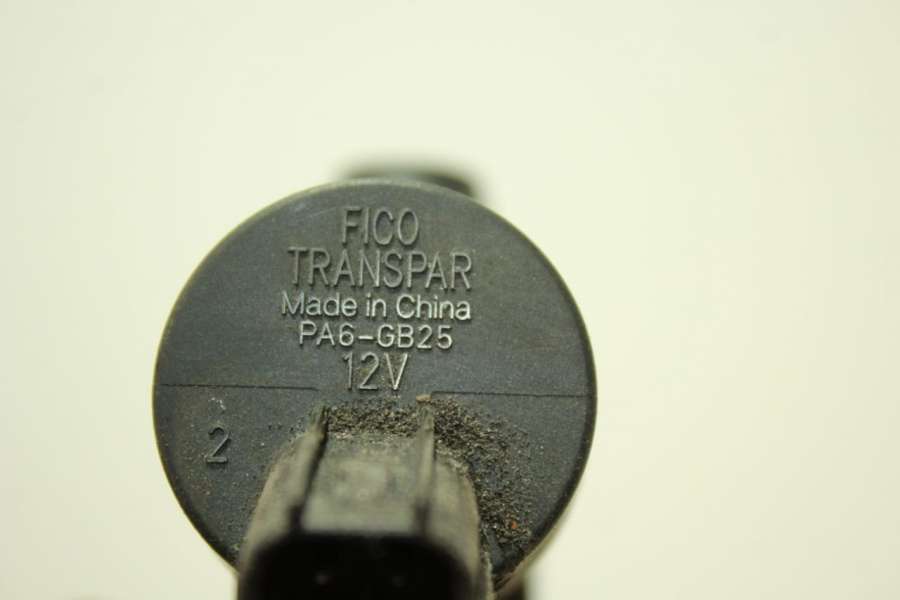 FICO
TRANSPAR
Made in China
PA6-GB25
12V
2